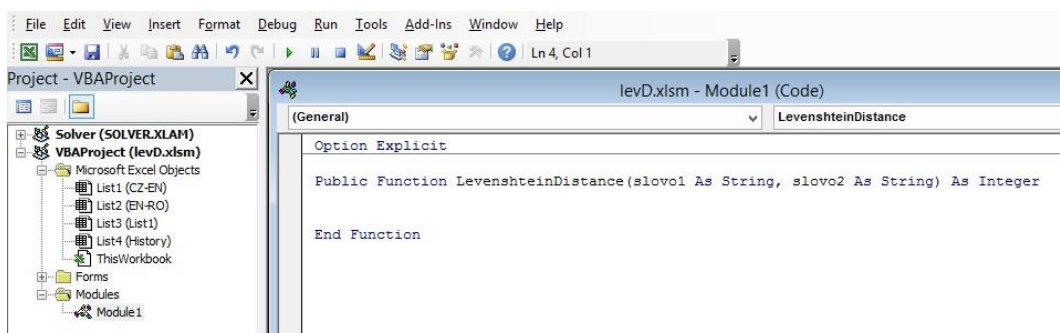 File Edit View Insert Format Debug Run Tools Add-Ins Window Help
Ln 4, Col 1
Project - VBAProject
Solver (SOLVER.XLAM)
VBAProject (levD.xlsm)
Microsoft Excel Objects
List1 (CZ-EN)
List2 (EN-RO)
List3 (List1)
List4 (History)
ThisWorkbook
Forms
Modules
Module1
levD.xlsm - Module1 (Code)
(General) LevenshteinDistance
Option Explicit
Public Function LevenshteinDistance(slovo1 As String, slovo2 As String) As Integer
End Function